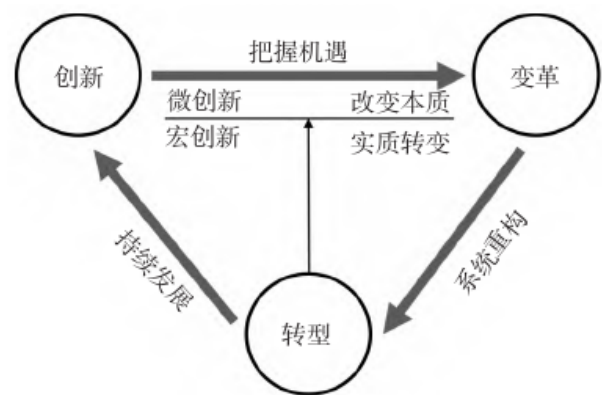 把握机遇
创新
变革
微创新 改变本质
宏创新 实质转变
持续发展
系统重构
转型